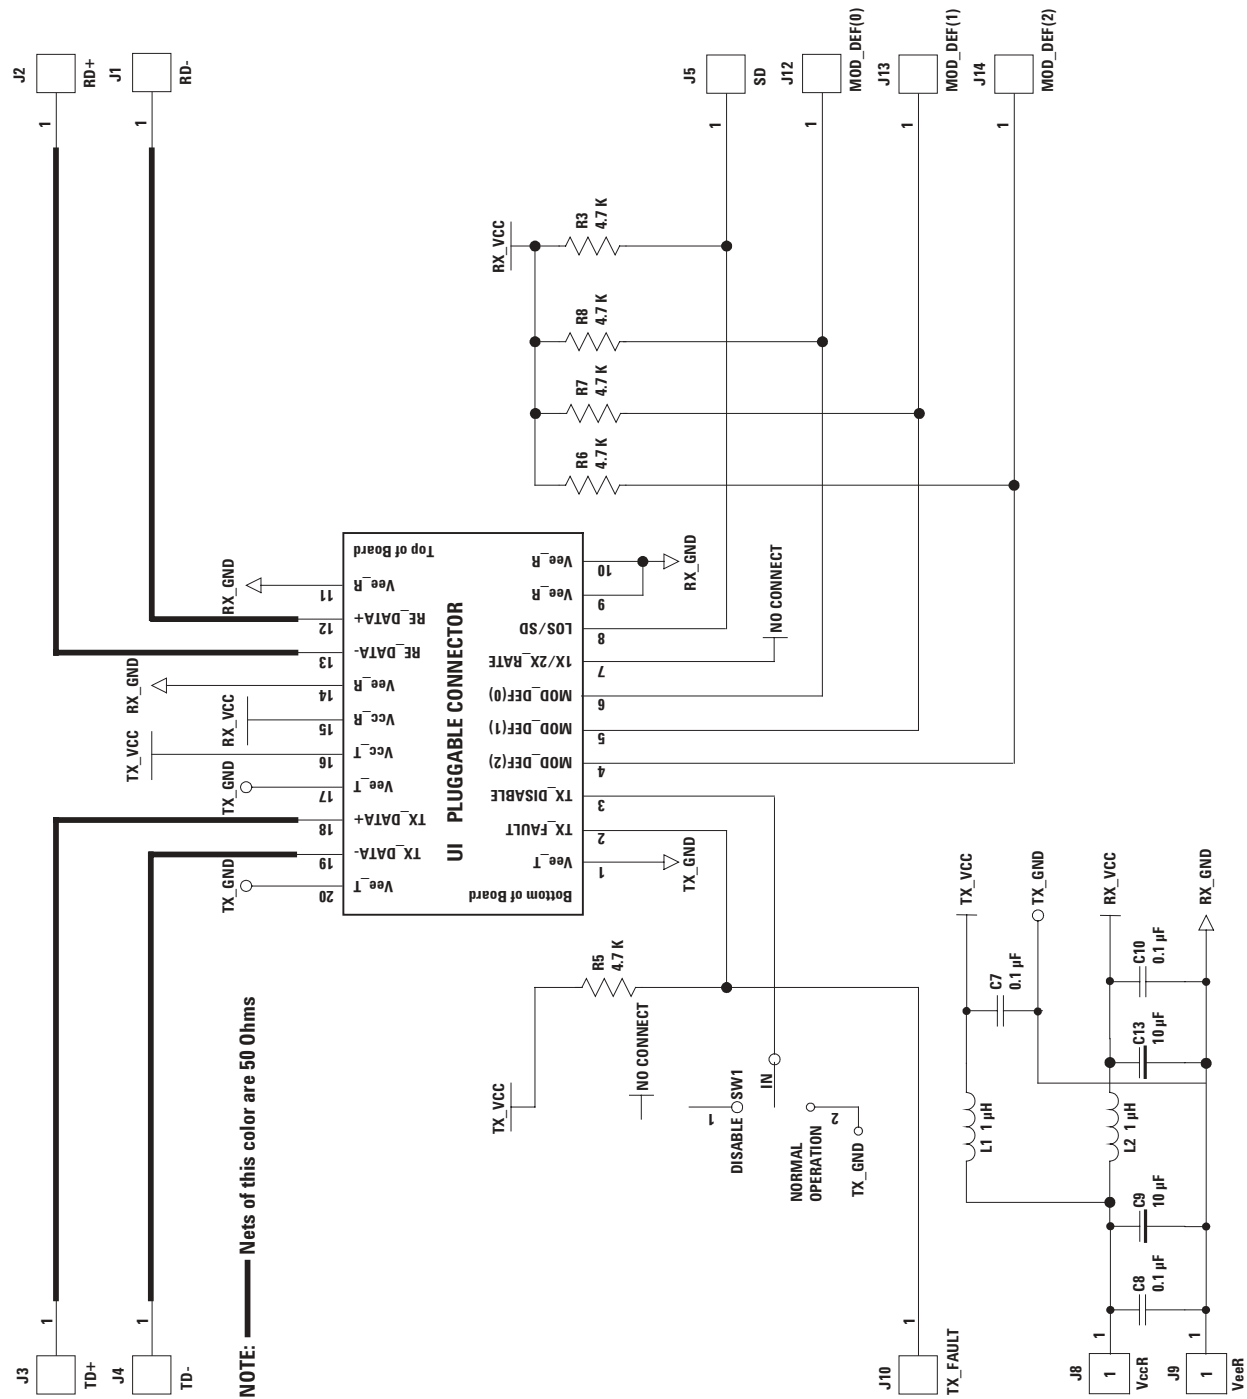 J3
TD+
1
J4
TD-
1
NOTE: Nets of this color are 50 Ohms
J2
RD+
1
J1
RD-
1
TX_GND
TX_GND
TX_VCC
RX_VCC
RX_GND
RX_GND
20
19
18
17
16
15
14
13
12
11
Vee_T
TX_DATA-
TX_DATA+
Vee_T
Vcc_T
Vcc_R
Vee_R
RE_DATA-
RE_DATA+
Vee_R
Top of Board
UI PLUGGABLE CONNECTOR
Bottom of Board
Vee_T
TX_FAULT
TX_DISABLE
MOD_DEF(2)
MOD_DEF(1)
MOD_DEF(0)
1X/2X_RATE
LOS/SD
Vee_R
Vee_R
1
2
3
4
5
6
7
8
9
10
TX_GND
NO CONNECT
RX_GND
TX_VCC
R5
4.7 K
NO CONNECT
1
DISABLE
SW1
IN
NORMAL
OPERATION
2
TX_GND
J10
TX_FAULT
1
RX_VCC
R6
4.7 K
R7
4.7 K
R8
4.7 K
R3
4.7 K
J5
SD
1
J12
MOD_DEF(0)
1
J13
MOD_DEF(1)
1
J14
MOD_DEF(2)
1
L1 1 µH
C7
0.1 µF
TX_VCC
TX_GND
J8
1
VccR
1
C8
0.1 µF
C9
10 µF
L2 1 µH
C13
10 µF
C10
0.1 µF
RX_VCC
J9
1
VeeR
1
RX_GND